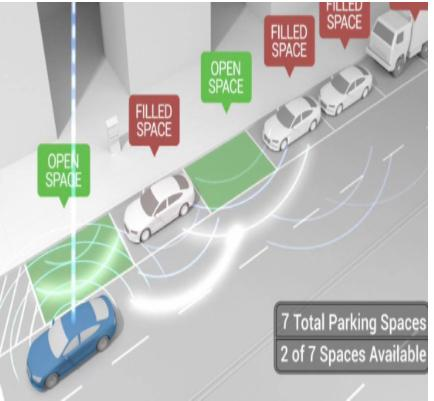 FILLED
SPACE
FILLED
SPACE
OPEN
SPACE
FILLED
SPACE
OPEN
SPACE
7 Total Parking Spaces
2 of 7 Spaces Available